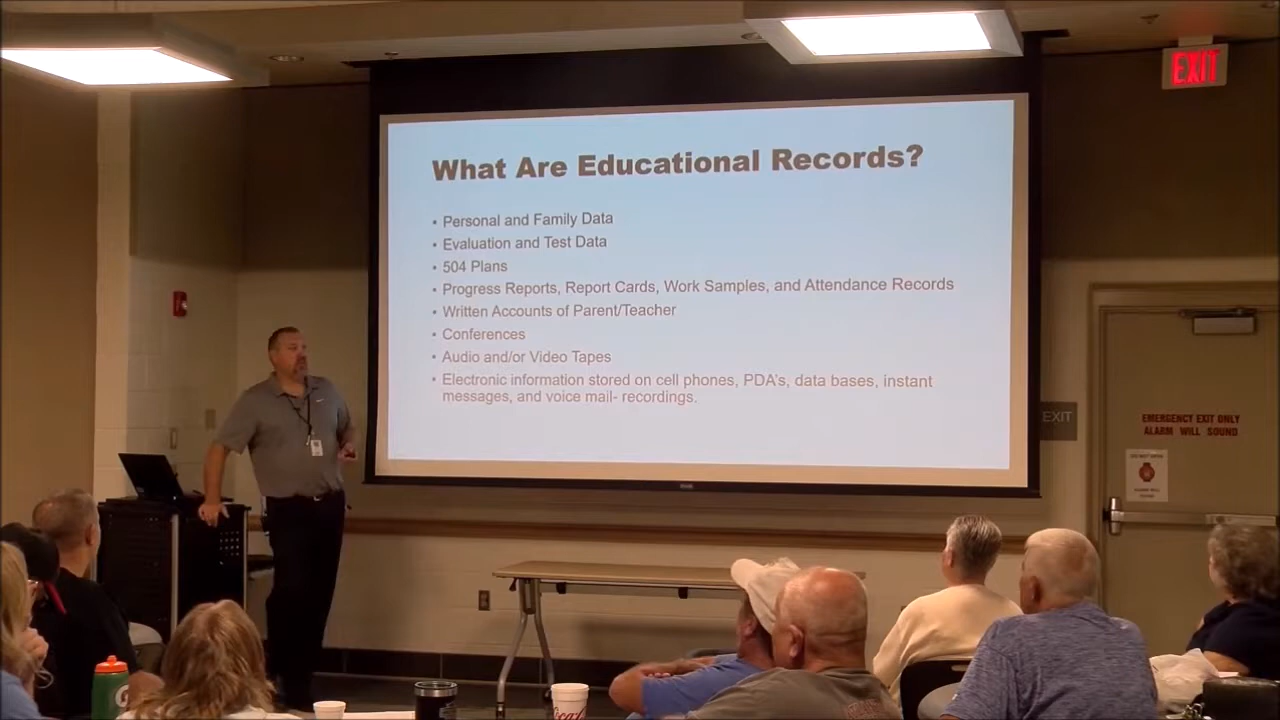 EXIT
What Are Educational Records?
• Personal and Family Data
• Evaluation and Test Data
• 504 Plans
• Progress Reports, Report Cards, Work Samples, and Attendance Records
• Written Accounts of Parent/Teacher
• Conferences
• Audio and/or Video Tapes
• Electronic information stored on cell phones, PDA's, data bases, instant
messages, and voice mail- recordings.
EXIT
EMERGENCY EXIT ONLY
ALARM WILL SOUND